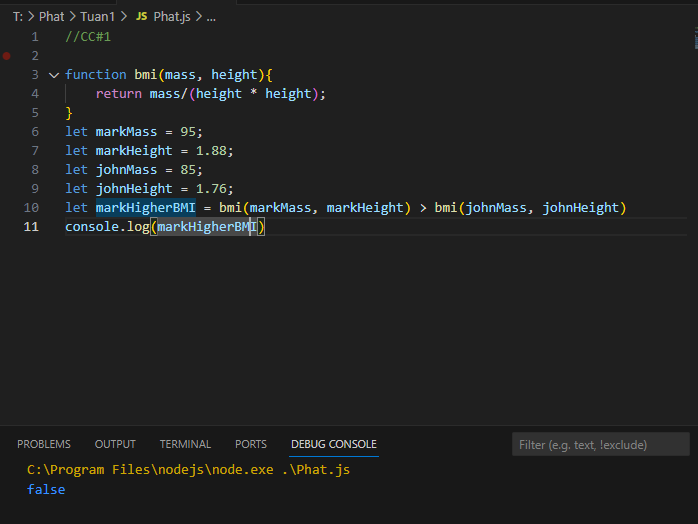 T: > Phat > Tuan1 > JS Phat.js > ...
1 //CC#1
2
3 function bmi(mass, height){
4 return mass/(height * height);
5 }
6 let markMass = 95;
7 let markHeight = 1.88;
8 let johnMass = 85;
9 let johnHeight = 1.76;
10 let markHigherBMI = bmi(markMass, markHeight) > bmi(johnMass, johnHeight)
11 console.log(markHigherBMI)
PROBLEMS OUTPUT TERMINAL PORTS DEBUG CONSOLE Filter (e.g. text, !exclude)
C:\Program Files\nodejs\node.exe .\Phat.js
false